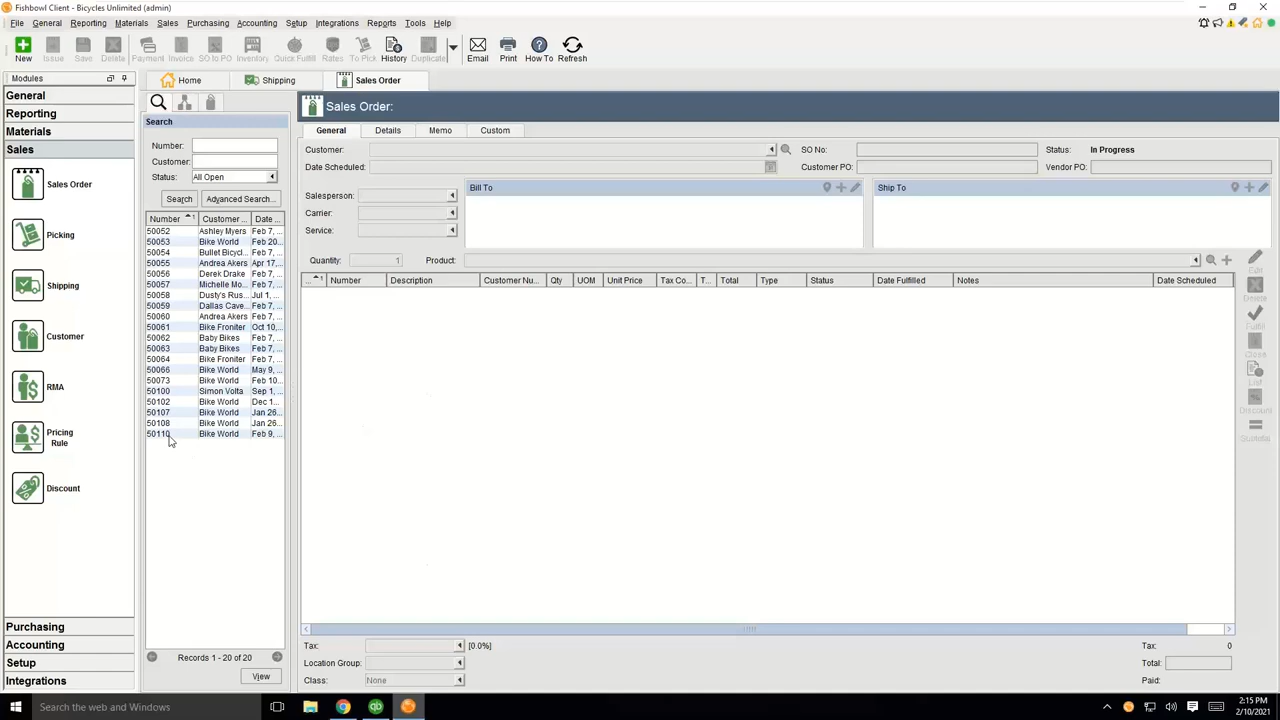 Fishbowl Client - Bicycles Unlimited (admin)
File General Reporting Materials Sales Purchasing Accounting Setup Integrations Reports Tools Help
New Issue Save Delete Payment Invoice SO to PO Inventory Quick Fulfill Rates To Pick History Duplicate Email Print How To Refresh
Modules
Home Shipping Sales Order
General
Reporting
Materials
Sales
Sales Order
Picking
Shipping
Customer
RMA
Pricing
Rule
Discount
Purchasing
Accounting
Setup
Integrations
Search
Number:
Customer:
Status: All Open
Search Advanced Search...
Number 1 Customer ... Date ...
50052 Ashley Myers Feb 7, ...
50053 Bike World Feb 20...
50054 Bullet Bicycl... Feb 7, ...
50055 Andrea Akers Apr 17,...
50056 Derek Drake Feb 7, ...
50057 Michelle Mo... Feb 7, ...
50058 Dusty's Rus... Jul 1, ...
50059 Dallas Cave... Feb 7, ...
50060 Andrea Akers Feb 7, ...
50061 Bike Froniter Oct 10,...
50062 Baby Bikes Feb 7, ...
50063 Baby Bikes Feb 7, ...
50064 Bike Froniter Feb 7, ...
50066 Bike World May 9, ...
50073 Bike World Feb 10...
50100 Simon Volta Sep 1, ...
50102 Bike World Dec 1...
50107 Bike World Jan 26...
50108 Bike World Jan 26...
50110 Bike World Feb 9, ...
Records 1 - 20 of 20
View
Sales Order:
General Details Memo Custom
Customer: SO No: Status: In Progress
Date Scheduled: Customer PO: Vendor PO:
Salesperson:
Carrier:
Service:
Bill To
Ship To
Quantity: 1 Product:
... 1 Number Description Customer Nu... Qty UOM Unit Price Tax Co... T... Total Type Status Date Fulfilled Notes Date Scheduled
Edit
Delete
Fulfill
Close
List
Discount
Subtotal
Tax: [0.0%] Tax: 0
Location Group: Total:
Class: None Paid:
Search the web and Windows
2:15 PM
2/10/2021